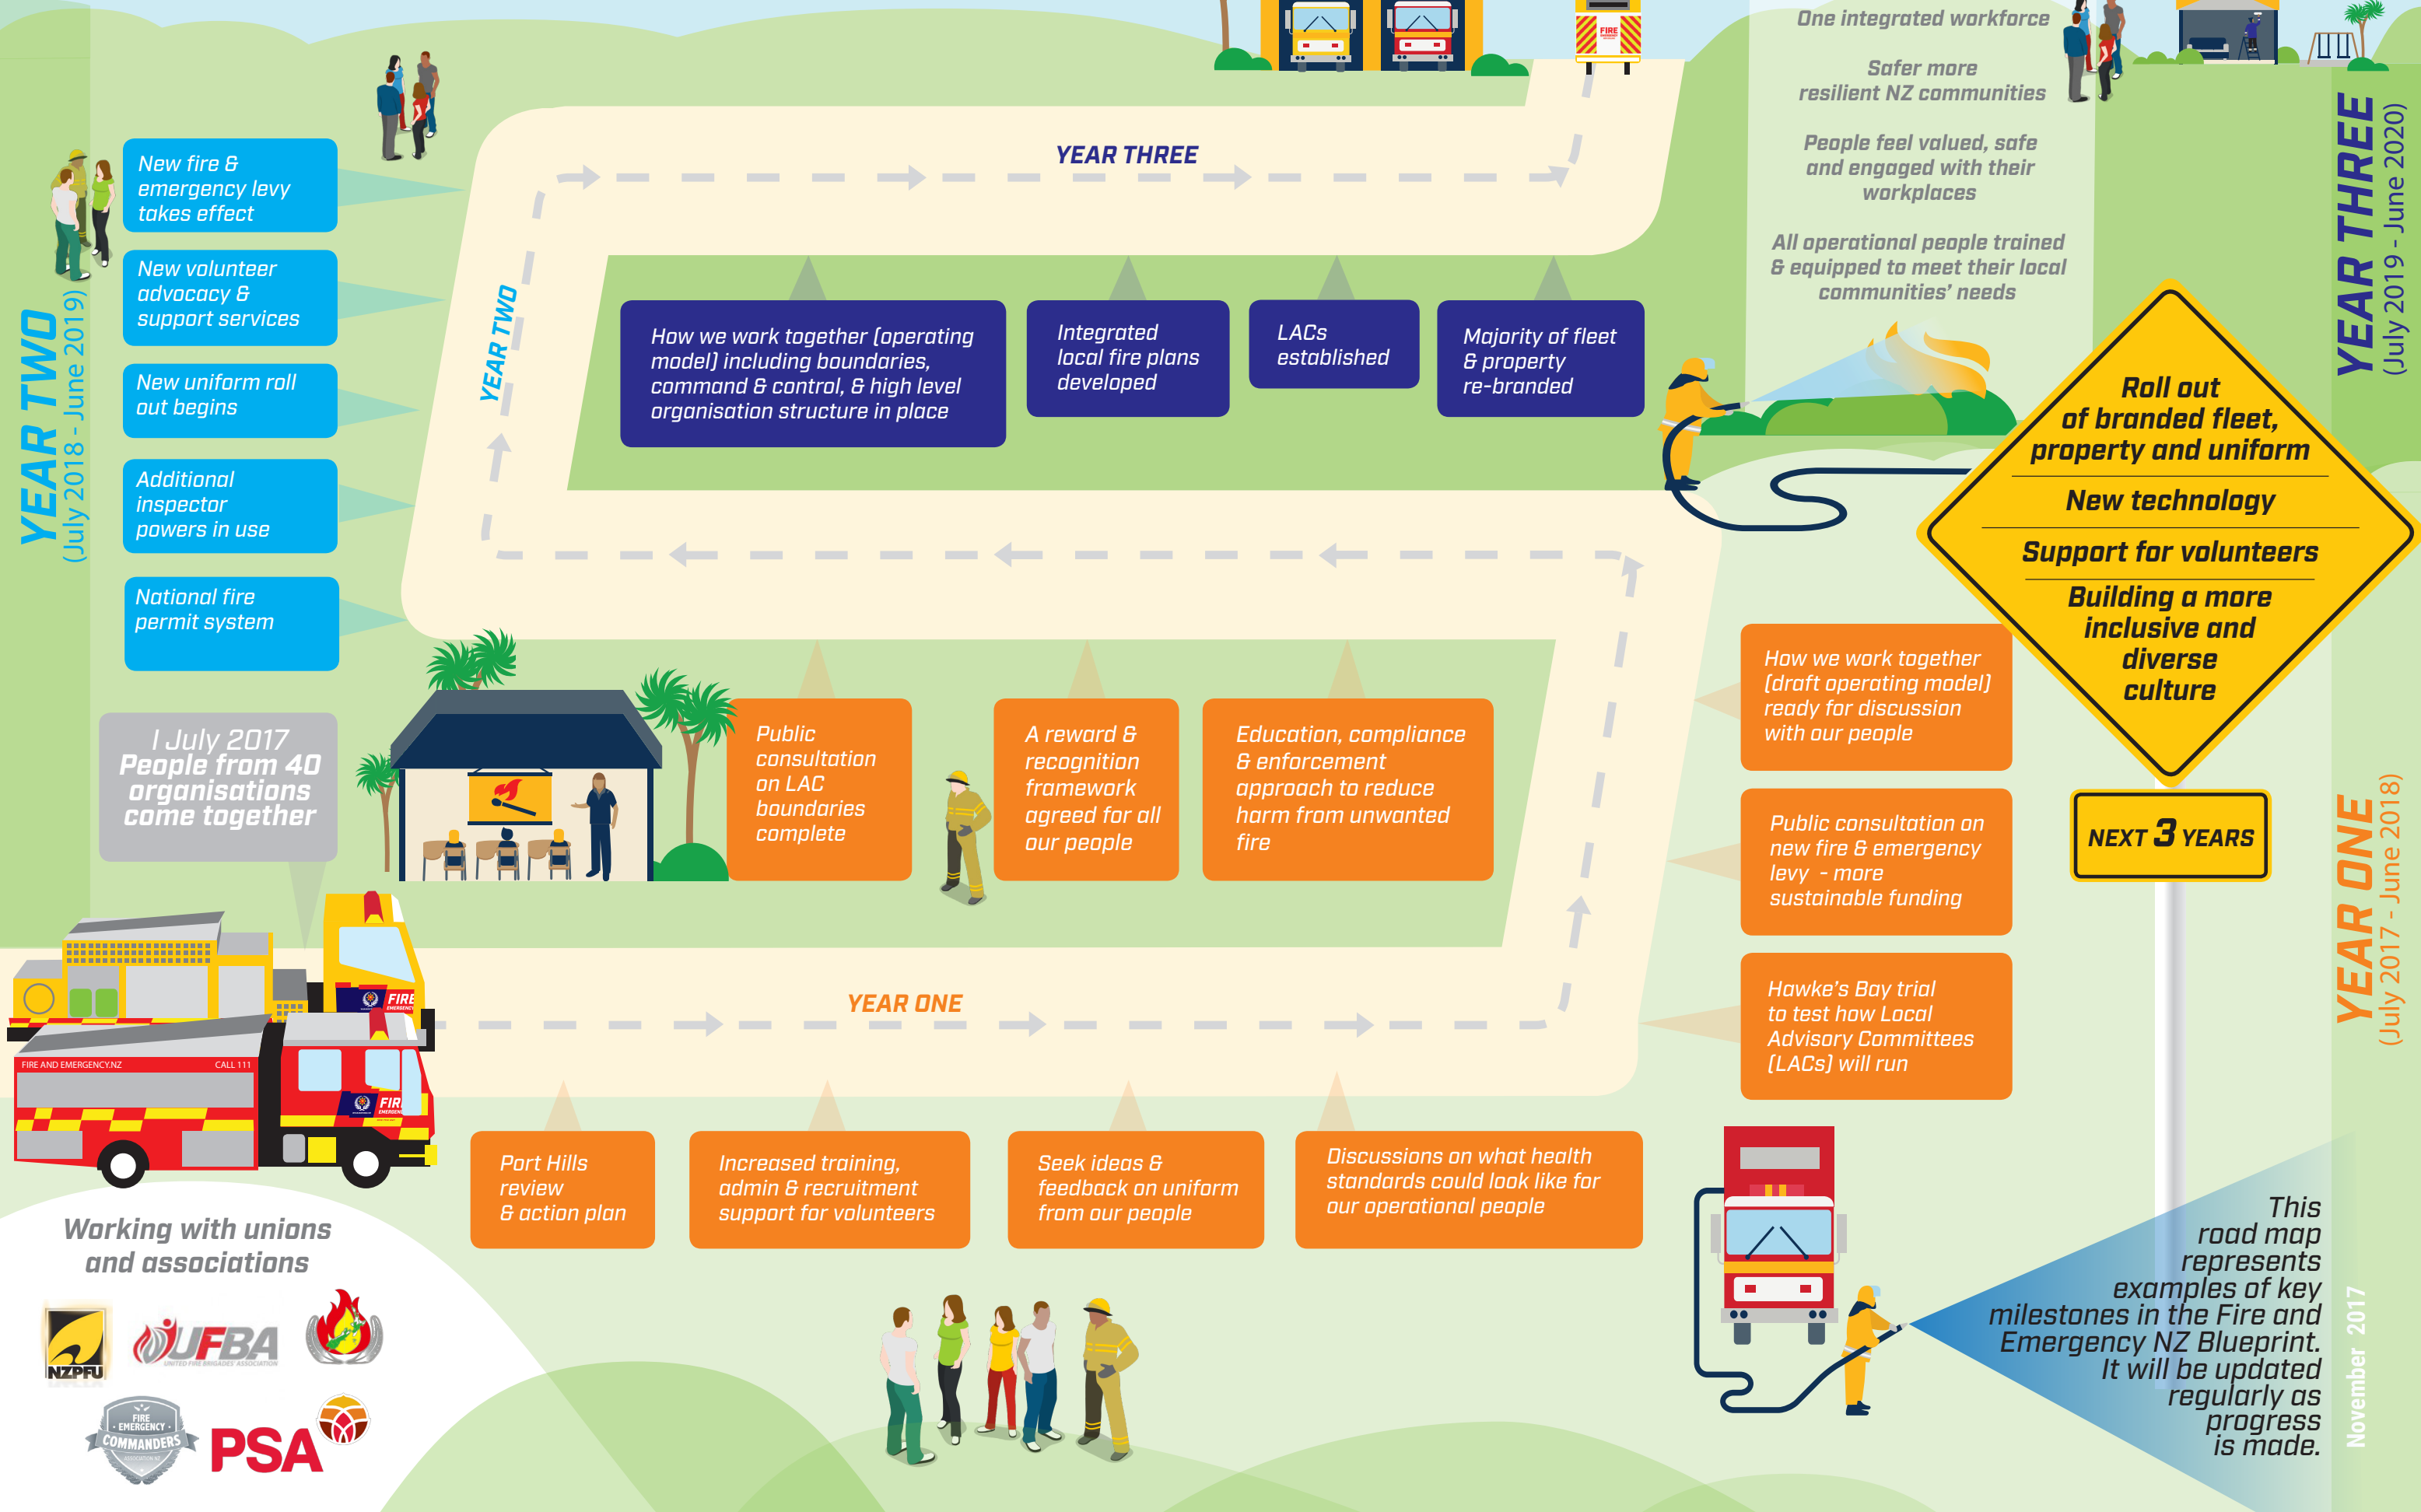 FIRE
One integrated workforce
Safer more
resilient NZ communities
People feel valued, safe
and engaged with their
workplaces
All operational people trained
& equipped to meet their local
communities’ needs
YEAR THREE
(July 2019 - June 2020)
YEAR THREE
How we work together (operating
model) including boundaries,
command & control, & high level
organisation structure in place
Integrated
local fire plans
developed
LACs
established
Majority of fleet
& property
re-branded
YEAR TWO
(July 2018 - June 2019)
New fire &
emergency levy
takes effect
New volunteer
advocacy &
support services
New uniform roll
out begins
Additional
inspector
powers in use
National fire
permit system
YEAR TWO
Roll out
of branded fleet,
property and uniform
New technology
Support for volunteers
Building a more
inclusive and
diverse
culture
NEXT 3 YEARS
1 July 2017
People from 40
organisations
come together
Public
consultation
on LAC
boundaries
complete
A reward &
recognition
framework
agreed for all
our people
Education, compliance
& enforcement
approach to reduce
harm from unwanted
fire
How we work together
(draft operating model)
ready for discussion
with our people
Public consultation on
new fire & emergency
levy - more
sustainable funding
Hawke’s Bay trial
to test how Local
Advisory Committees
(LACs) will run
YEAR ONE
(July 2017 - June 2018)
YEAR ONE
FIRE
EMERGENCY
FIRE AND EMERGENCY.NZ
CALL 111
FIRE
EMERGENCY
Port Hills
review
& action plan
Increased training,
admin & recruitment
support for volunteers
Seek ideas &
feedback on uniform
from our people
Discussions on what health
standards could look like for
our operational people
Working with unions
and associations
NZPFU
UFBA
UNITED FIRE BRIGADES' ASSOCIATION
FIRE
EMERGENCY
COMMANDERS
PSA
This
road map
represents
examples of key
milestones in the Fire and
Emergency NZ Blueprint.
It will be updated
regularly as
progress
is made.
November 2017